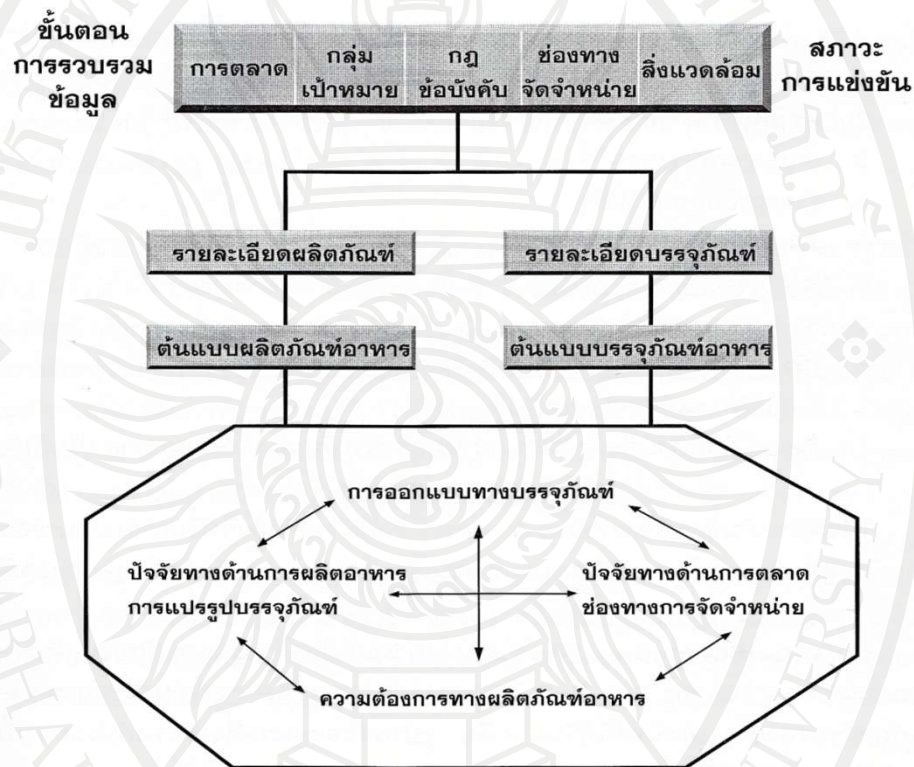 ขั้นตอน
การรวบรวม
ข้อมูล
การตลาด
กลุ่ม
เป้าหมาย
กฎ
ข้อบังคับ
ช่องทาง
จัดจำหน่าย
สิ่งแวดล้อม
สภาวะ
การแข่งขัน
รายละเอียดผลิตภัณฑ์
รายละเอียดบรรจุภัณฑ์
ต้นแบบผลิตภัณฑ์อาหาร
ต้นแบบบรรจุภัณฑ์อาหาร
การออกแบบทางบรรจุภัณฑ์
ปัจจัยทางด้านการผลิตอาหาร
การแปรรูปบรรจุภัณฑ์
ปัจจัยทางด้านการตลาด
ช่องทางการจัดจำหน่าย
ความต้องการทางผลิตภัณฑ์อาหาร